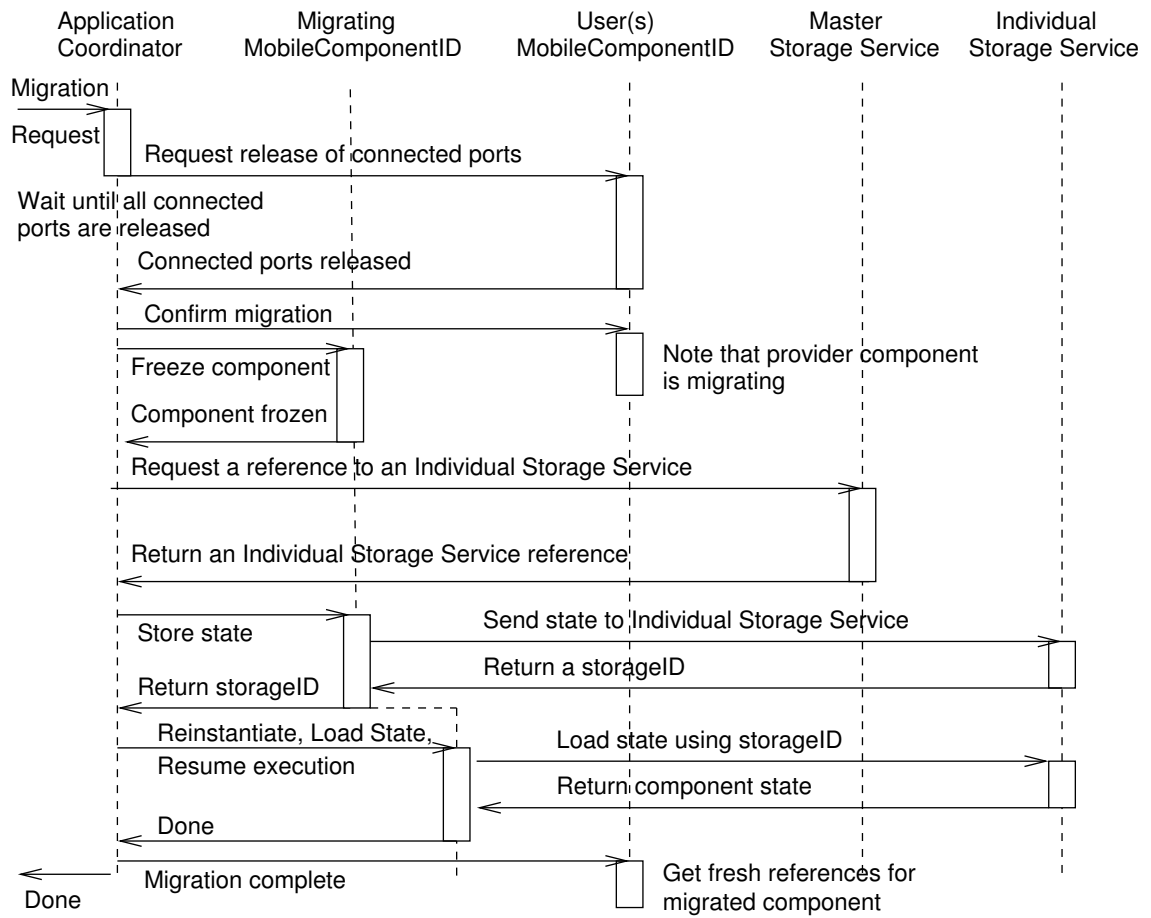 Application
Coordinator
Migrating
MobileComponentID
User(s)
MobileComponentID
Master
Storage Service
Individual
Storage Service
Migration
Request
Request release of connected ports
Wait until all connected
ports are released
Connected ports released
Confirm migration
Note that provider component
is migrating
Freeze component
Component frozen
Request a reference to an Individual Storage Service
Return an Individual Storage Service reference
Store state
Send state to Individual Storage Service
Return a storageID
Return storageID
Reinstantiate, Load State,
Resume execution
Load state using storageID
Return component state
Done
Migration complete
Get fresh references for
migrated component
Done